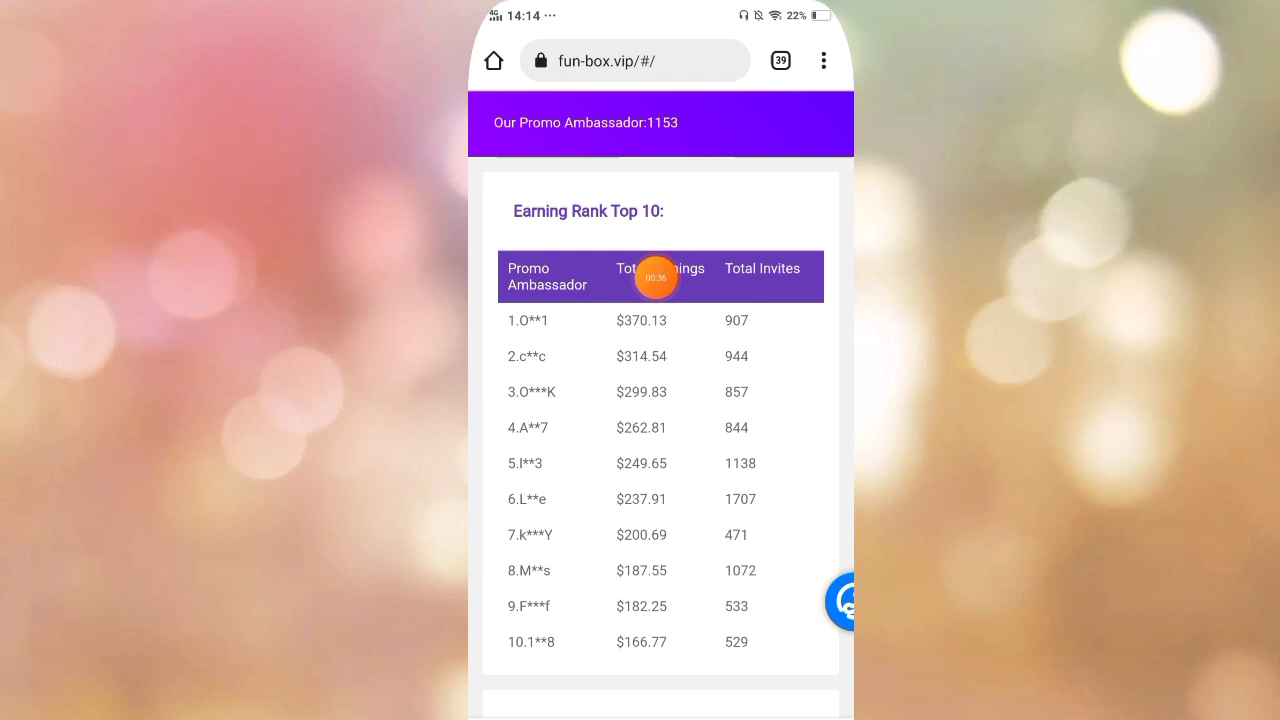 4G 14:14 ··· 22%
fun-box.vip/#/ 39
Our Promo Ambassador:1153
Earning Rank Top 10:
Promo Ambassador Total Invites
00:36
1.O**1 $370.13 907
2.c**c $314.54 944
3.O***K $299.83 857
4.A**7 $262.81 844
5.l**3 $249.65 1138
6.L**e $237.91 1707
7.k***Y $200.69 471
8.M**s $187.55 1072
9.F***f $182.25 533
10.1**8 $166.77 529